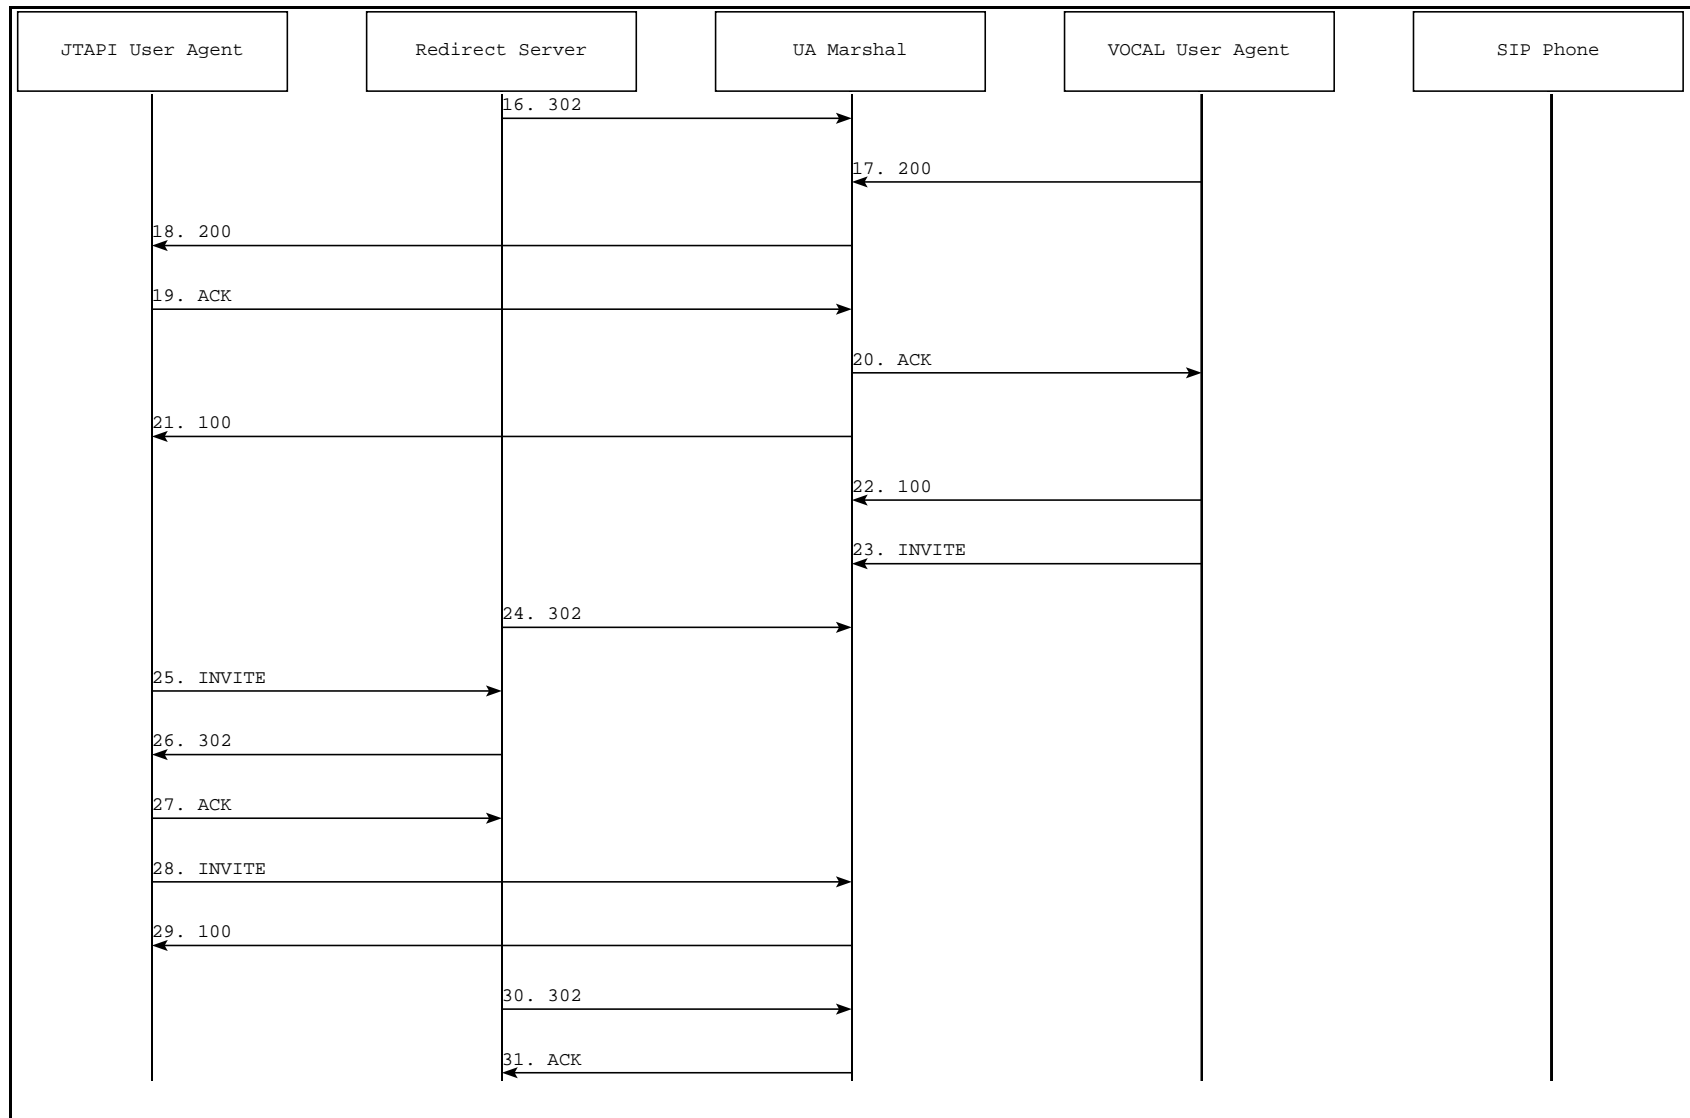 JTAPI User Agent
Redirect Server
UA Marshal
VOCAL User Agent
SIP Phone
16. 302
17. 200
18. 200
19. ACK
20. ACK
21. 100
22. 100
23. INVITE
24. 302
25. INVITE
26. 302
27. ACK
28. INVITE
29. 100
30. 302
31. ACK